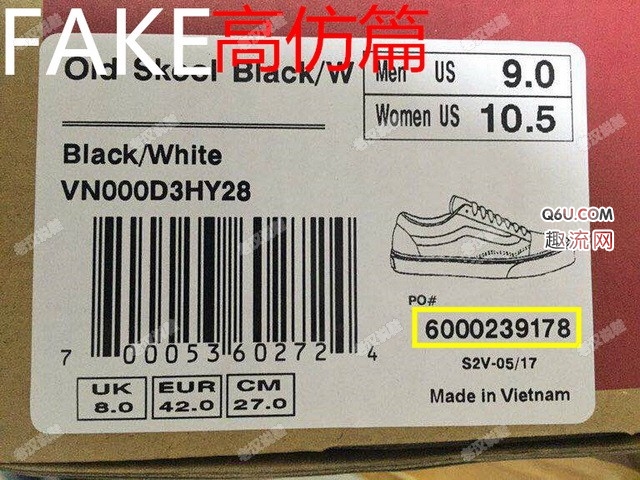 FAKE高仿篇
Old Skool Black/W
Men US 9.0
Women US 10.5
Black/White
VN000D3HY28
Q6U.COM
趣流网
PO#
6000239178
7 00053 60272 4
S2V-05/17
UK 8.0
EUR 42.0
CM 27.0
Made in Vietnam